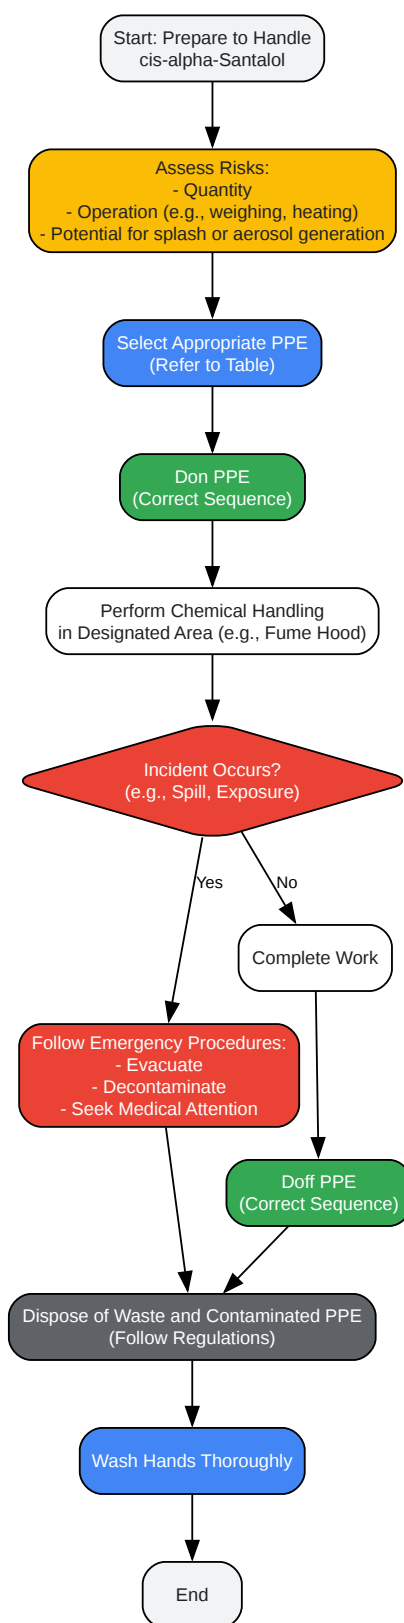 Start: Prepare to Handle
cis-alpha-Santalol
Assess Risks:
- Quantity
- Operation (e.g., weighing, heating)
- Potential for splash or aerosol generation
Select Appropriate PPE
(Refer to Table)
Don PPE
(Correct Sequence)
Perform Chemical Handling
in Designated Area (e.g., Fume Hood)
Incident Occurs?
(e.g., Spill, Exposure)
Yes
No
Complete Work
Follow Emergency Procedures:
- Evacuate
- Decontaminate
- Seek Medical Attention
Doff PPE
(Correct Sequence)
Dispose of Waste and Contaminated PPE
(Follow Regulations)
Wash Hands Thoroughly
End